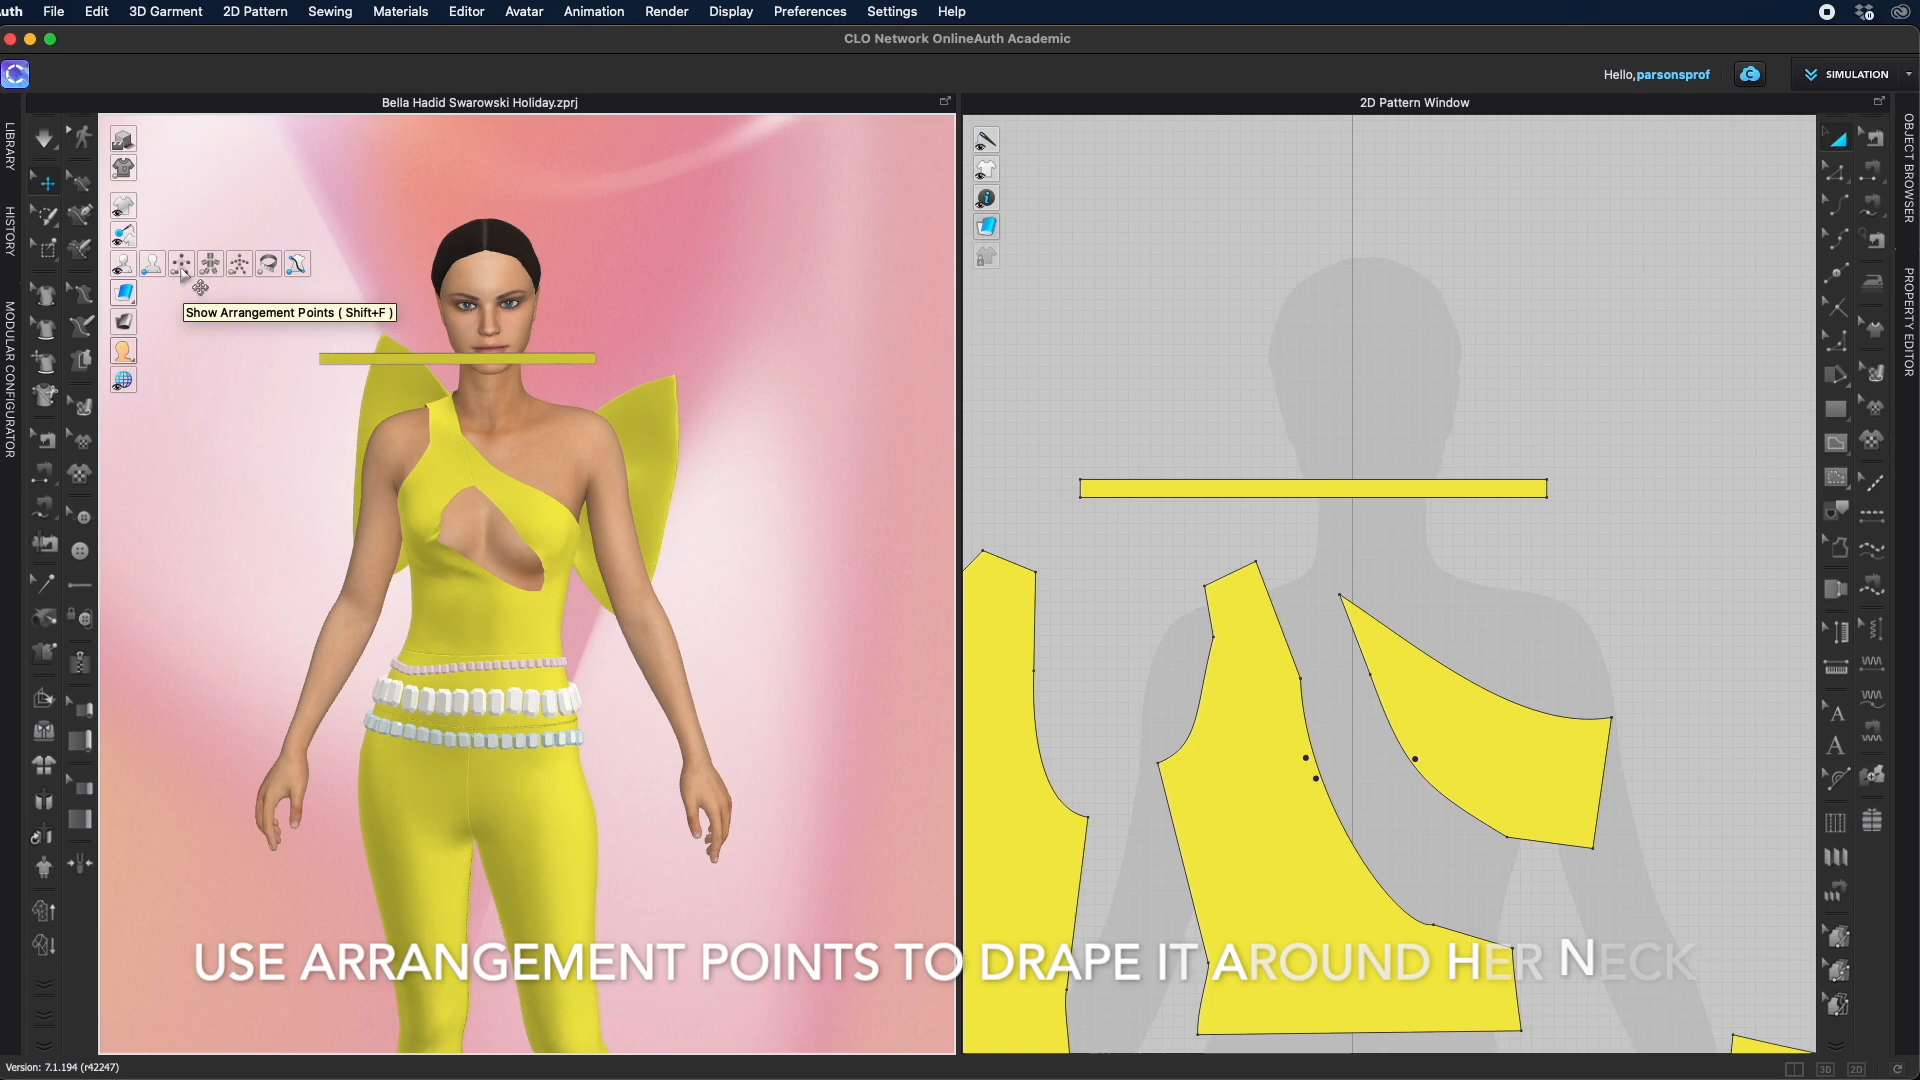 uth File Edit 3D Garment 2D Pattern Sewing Materials Editor Avatar Animation Render Display Preferences Settings Help
CLO Network OnlineAuth Academic
Hello,parsonsprof
SIMULATION
Bella Hadid Swarowski Holiday.zprj
2D Pattern Window
LIBRARY
HISTORY
MODULAR CONFIGURATOR
OBJECT BROWSER
PROPERTY EDITOR
Show Arrangement Points ( Shift+F )
USE ARRANGEMENT POINTS TO DRAPE IT AROUND HER NECK
A
A
Version: 7.1.194 (r42247)
3D
2D